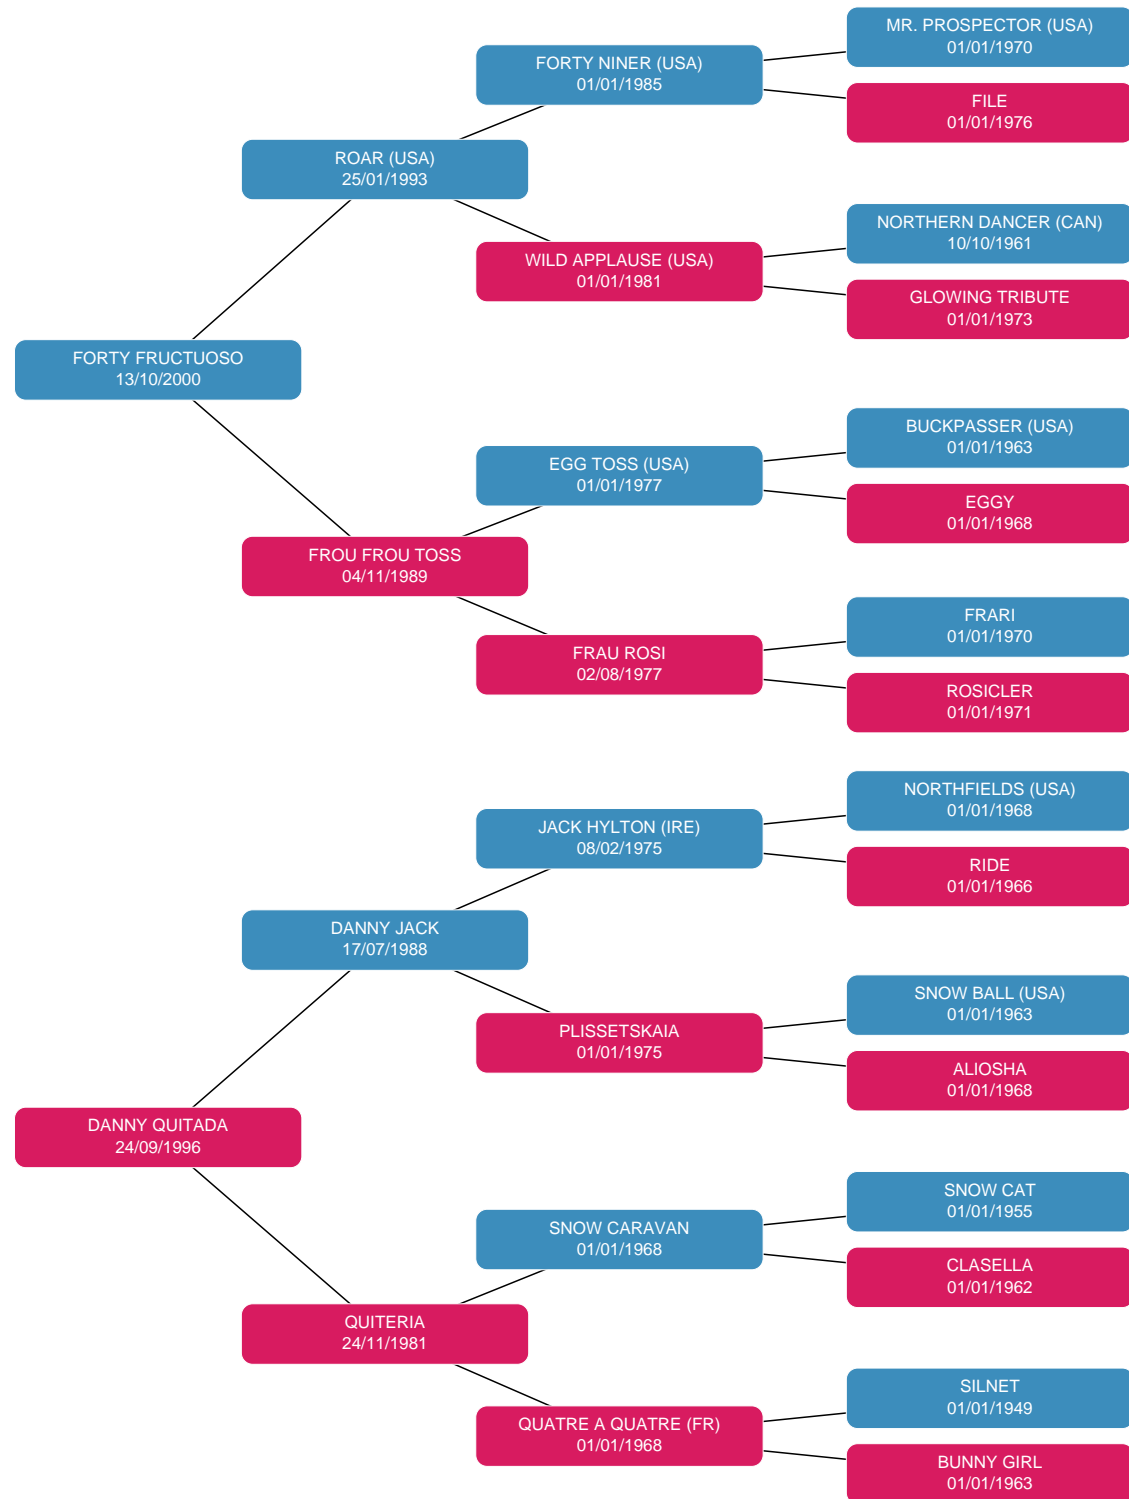 MR. PROSPECTOR (USA)
01/01/1970
FORTY NINER (USA)
01/01/1985
FILE
01/01/1976
ROAR (USA)
25/01/1993
NORTHERN DANCER (CAN)
10/10/1961
WILD APPLAUSE (USA)
01/01/1981
GLOWING TRIBUTE
01/01/1973
FORTY FRUCTUOSO
13/10/2000
BUCKPASSER (USA)
01/01/1963
EGG TOSS (USA)
01/01/1977
EGGY
01/01/1968
FROU FROU TOSS
04/11/1989
FRARI
01/01/1970
FRAU ROSI
02/08/1977
ROSICLER
01/01/1971
NORTHFIELDS (USA)
01/01/1968
JACK HYLTON (IRE)
08/02/1975
RIDE
01/01/1966
DANNY JACK
17/07/1988
SNOW BALL (USA)
01/01/1963
PLISSETSKAIA
01/01/1975
ALIOSHA
01/01/1968
DANNY QUITADA
24/09/1996
SNOW CAT
01/01/1955
SNOW CARAVAN
01/01/1968
CLASELLA
01/01/1962
QUITERIA
24/11/1981
SILNET
01/01/1949
QUATRE A QUATRE (FR)
01/01/1968
BUNNY GIRL
01/01/1963